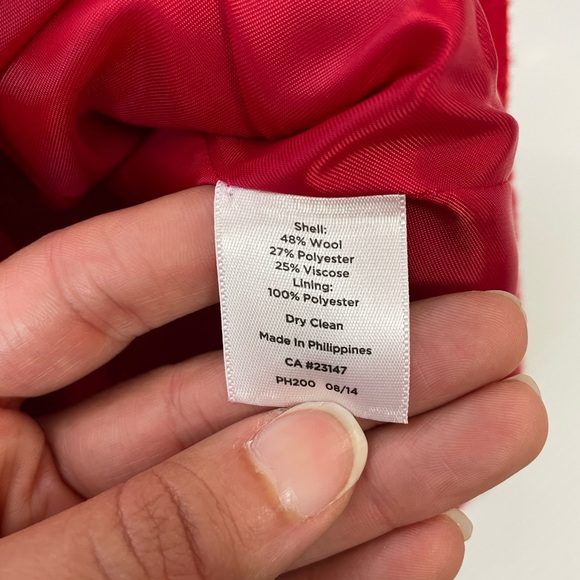 Shell:
48% Wool
27% Polyester
25% Viscose
Lining:
100% Polyester
Dry Clean
Made In Philippines
CA #23147
PH200 08/14